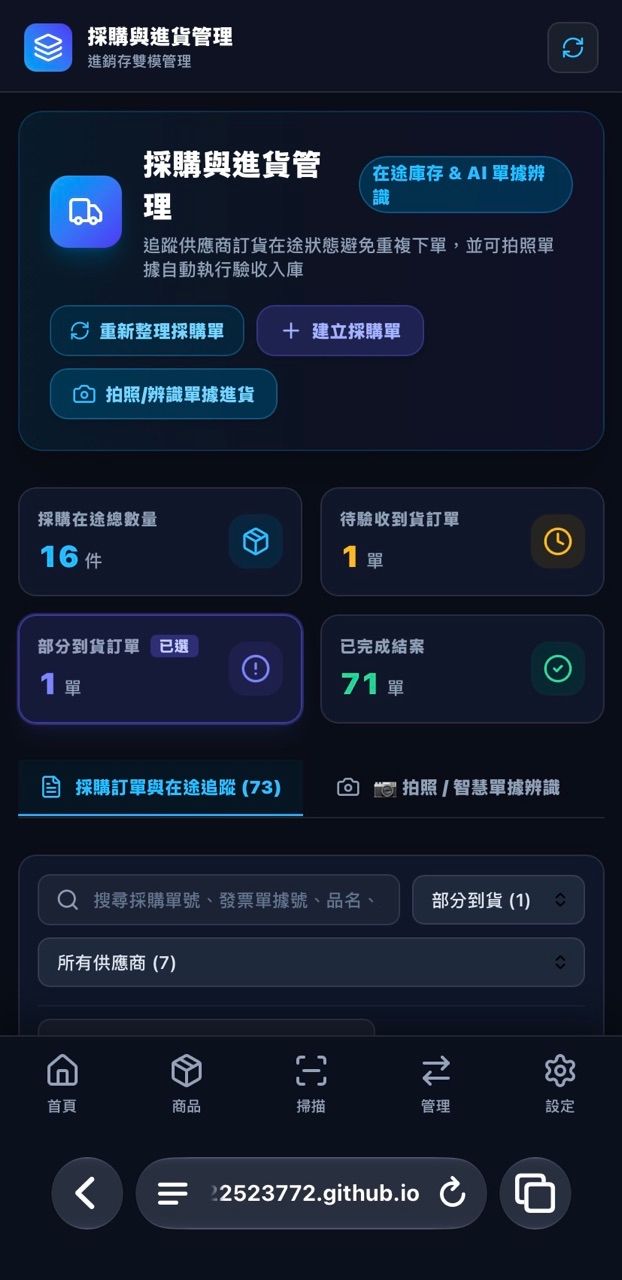 採購與進貨管理
進銷存雙模管理
採購與進貨管
理
在途庫存 & AI 單據辨
識
追蹤供應商訂貨在途狀態避免重複下單，並可拍照單
據自動執行驗收入庫
重新整理採購單
建立採購單
拍照/辨識單據進貨
採購在途總數量
16 件
待驗收到貨訂單
1 單
部分到貨訂單 已選
1 單
已完成結案
71 單
採購訂單與在途追蹤 (73)
拍照 / 智慧單據辨識
搜尋採購單號、發票單據號、品名、
部分到貨 (1)
所有供應商 (7)
首頁
商品
掃描
管理
設定
22523772.github.io